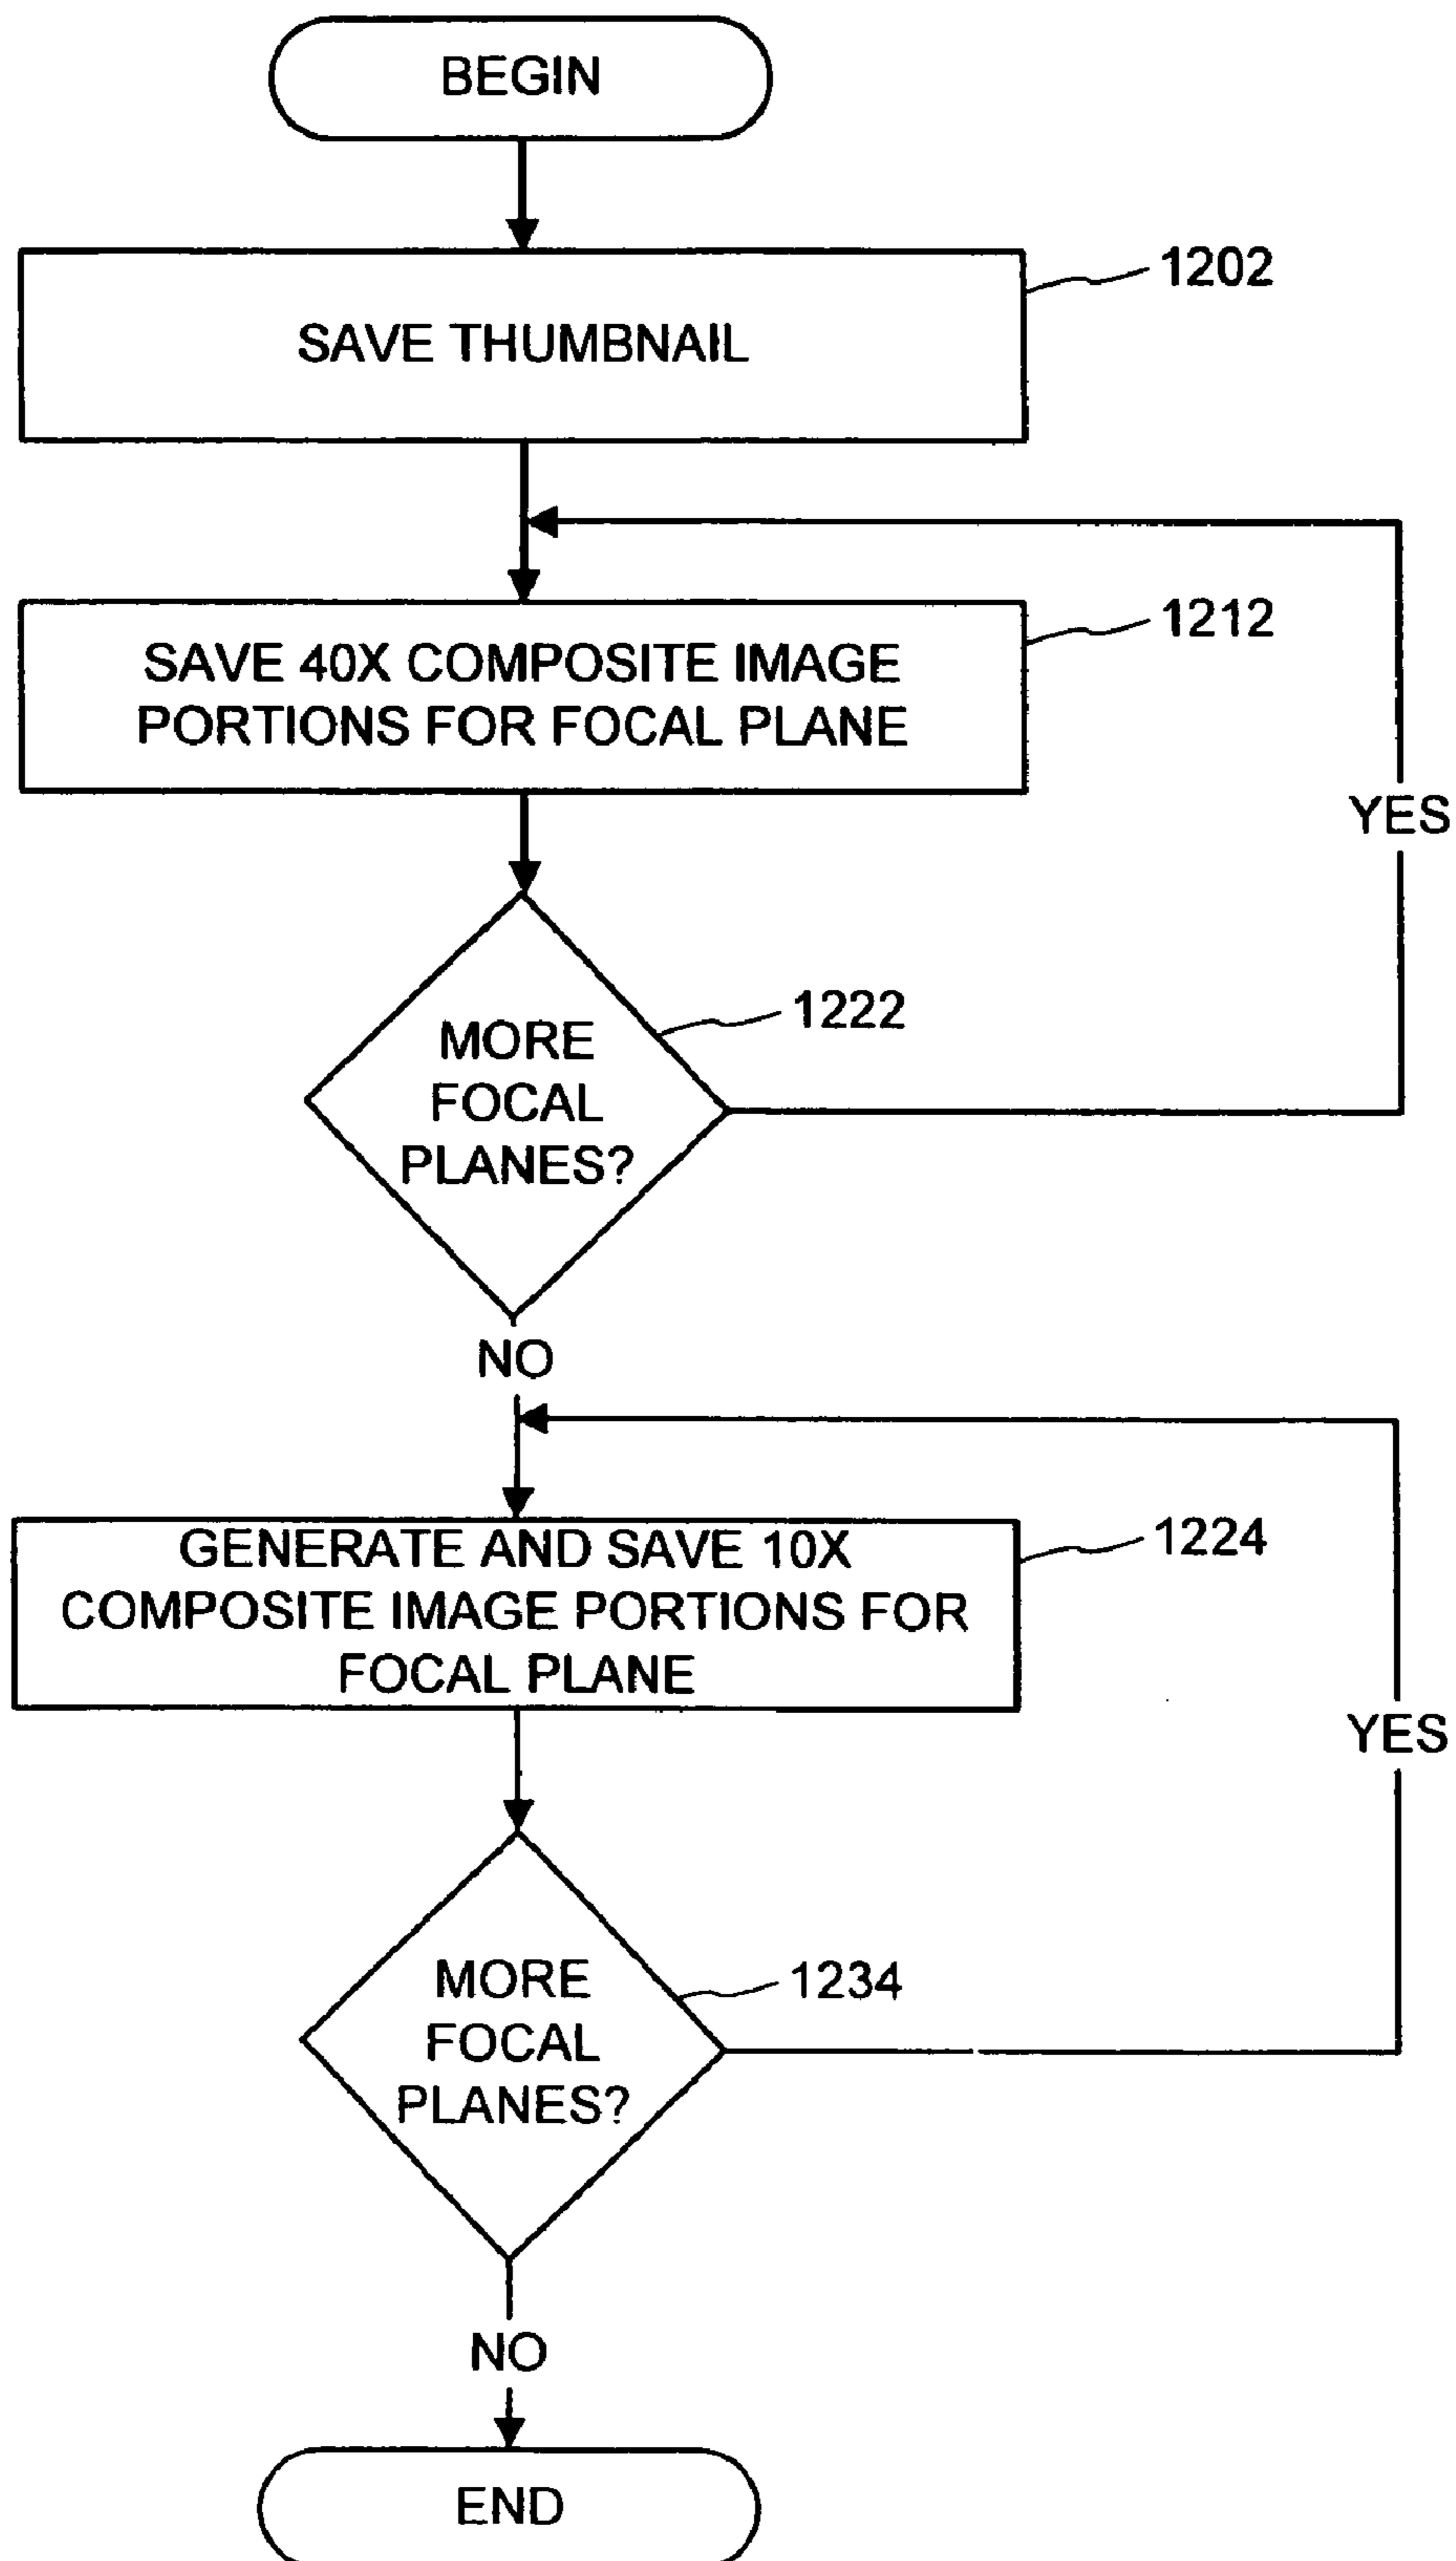 BEGIN
1202
SAVE THUMBNAIL
1212
SAVE 40X COMPOSITE IMAGE
PORTIONS FOR FOCAL PLANE
YES
1222
MORE
FOCAL
PLANES?
NO
1224
GENERATE AND SAVE 10X
COMPOSITE IMAGE PORTIONS FOR
FOCAL PLANE
YES
1234
MORE
FOCAL
PLANES?
NO
END